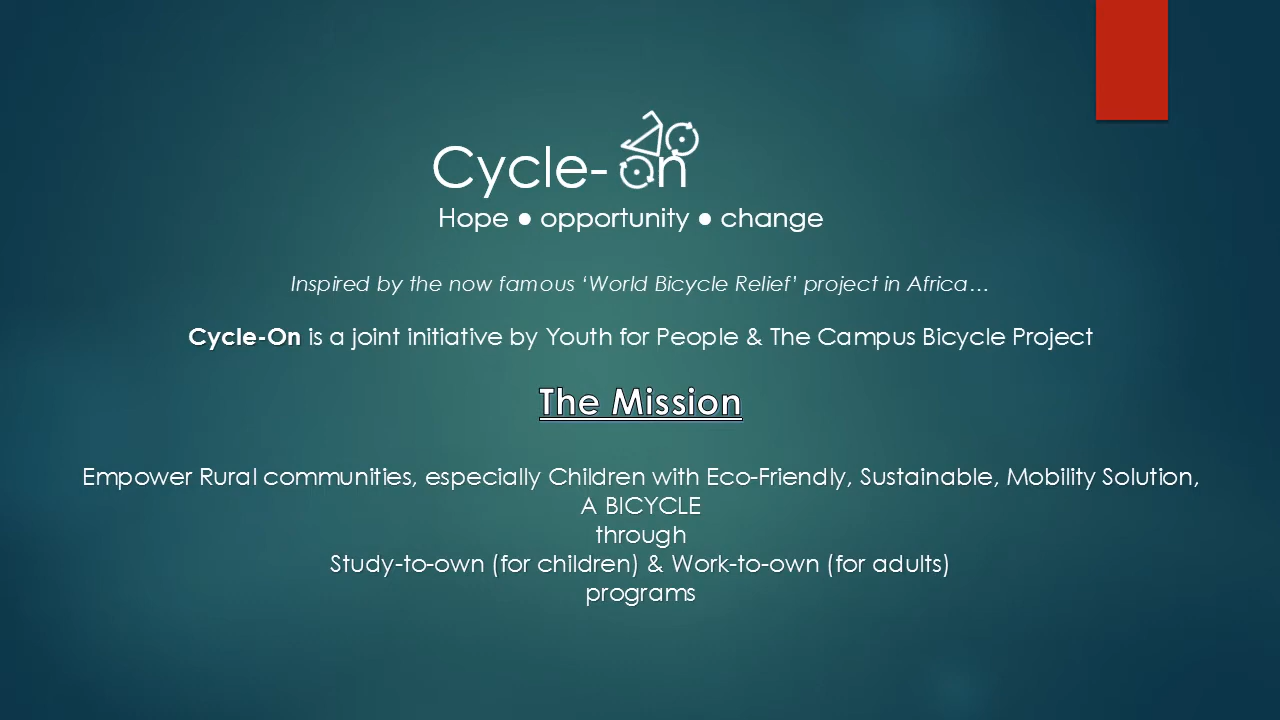 Cycle-on
Hope ● opportunity ● change
Inspired by the now famous ‘World Bicycle Relief’ project in Africa…
Cycle-On is a joint initiative by Youth for People & The Campus Bicycle Project
The Mission
Empower Rural communities, especially Children with Eco-Friendly, Sustainable, Mobility Solution,
A BICYCLE
through
Study-to-own (for children) & Work-to-own (for adults)
programs